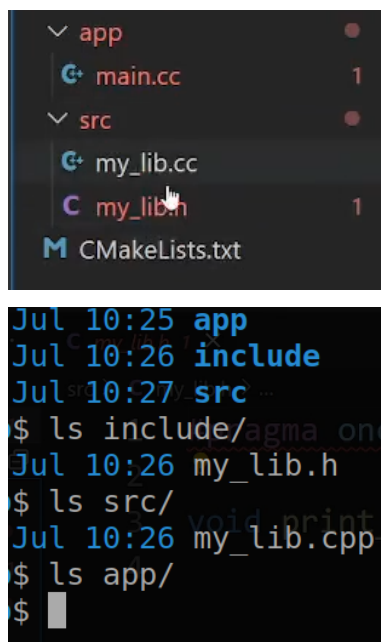 app
main.cc 1
src
my_lib.cc
my_lib.h 1
CMakeLists.txt
Jul 10:25 app
Jul 10:26 include
Jul 10:27 src
$ ls include/
Jul 10:26 my_lib.h
$ ls src/
Jul 10:26 my_lib.cpp
$ ls app/
$